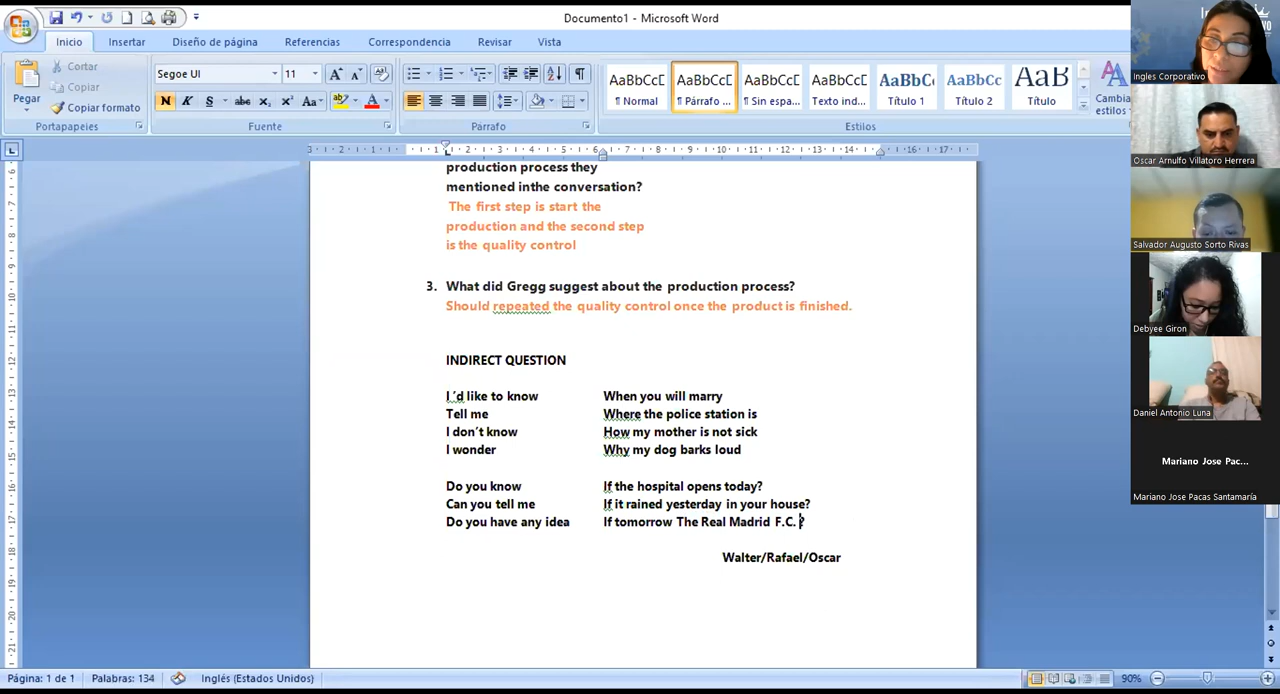 Documento1 - Microsoft Word
Inicio Insertar Diseño de página Referencias Correspondencia Revisar Vista
Pegar
Cortar
Copiar
Copiar formato
Portapapeles
Segoe UI 11
N K S abc x₂ x² Aa
Fuente
Párrafo
AaBbCcD AaBbCcD AaBbCcD AaBbCcD AaBbCc AaBbCc AaB
¶ Normal ¶ Párrafo ... ¶ Sin espa... Texto ind... Título 1 Título 2 Título
Cambia
estilos
Estilos
production process they
mentioned inthe conversation?
The first step is start the
production and the second step
is the quality control
3. What did Gregg suggest about the production process?
Should repeated the quality control once the product is finished.
INDIRECT QUESTION
I ´d like to know When you will marry
Tell me Where the police station is
I don't know How my mother is not sick
I wonder Why my dog barks loud
Do you know If the hospital opens today?
Can you tell me If it rained yesterday in your house?
Do you have any idea If tomorrow The Real Madrid F.C. ?
Walter/Rafael/Oscar
Página: 1 de 1 Palabras: 134 Inglés (Estados Unidos) 90%
Ingles Corporativo
Oscar Arnulfo Villatoro Herrera
Salvador Augusto Sorto Rivas
Debyee Giron
Daniel Antonio Luna
Mariano Jose Pac...
Mariano Jose Pacas Santamaría